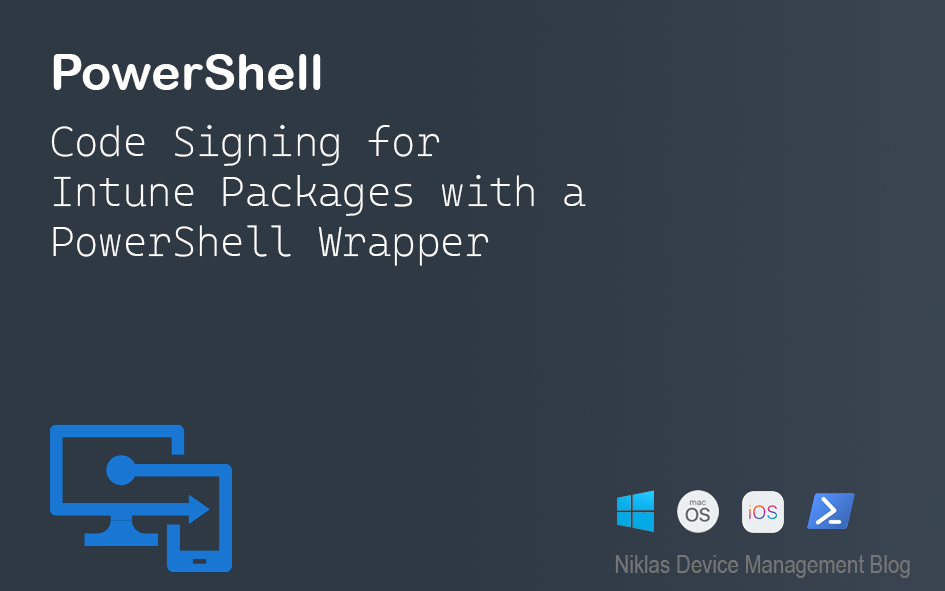 PowerShell
Code Signing for
Intune Packages with a
PowerShell Wrapper
mac
OS
iOS
Niklas Device Management Blog